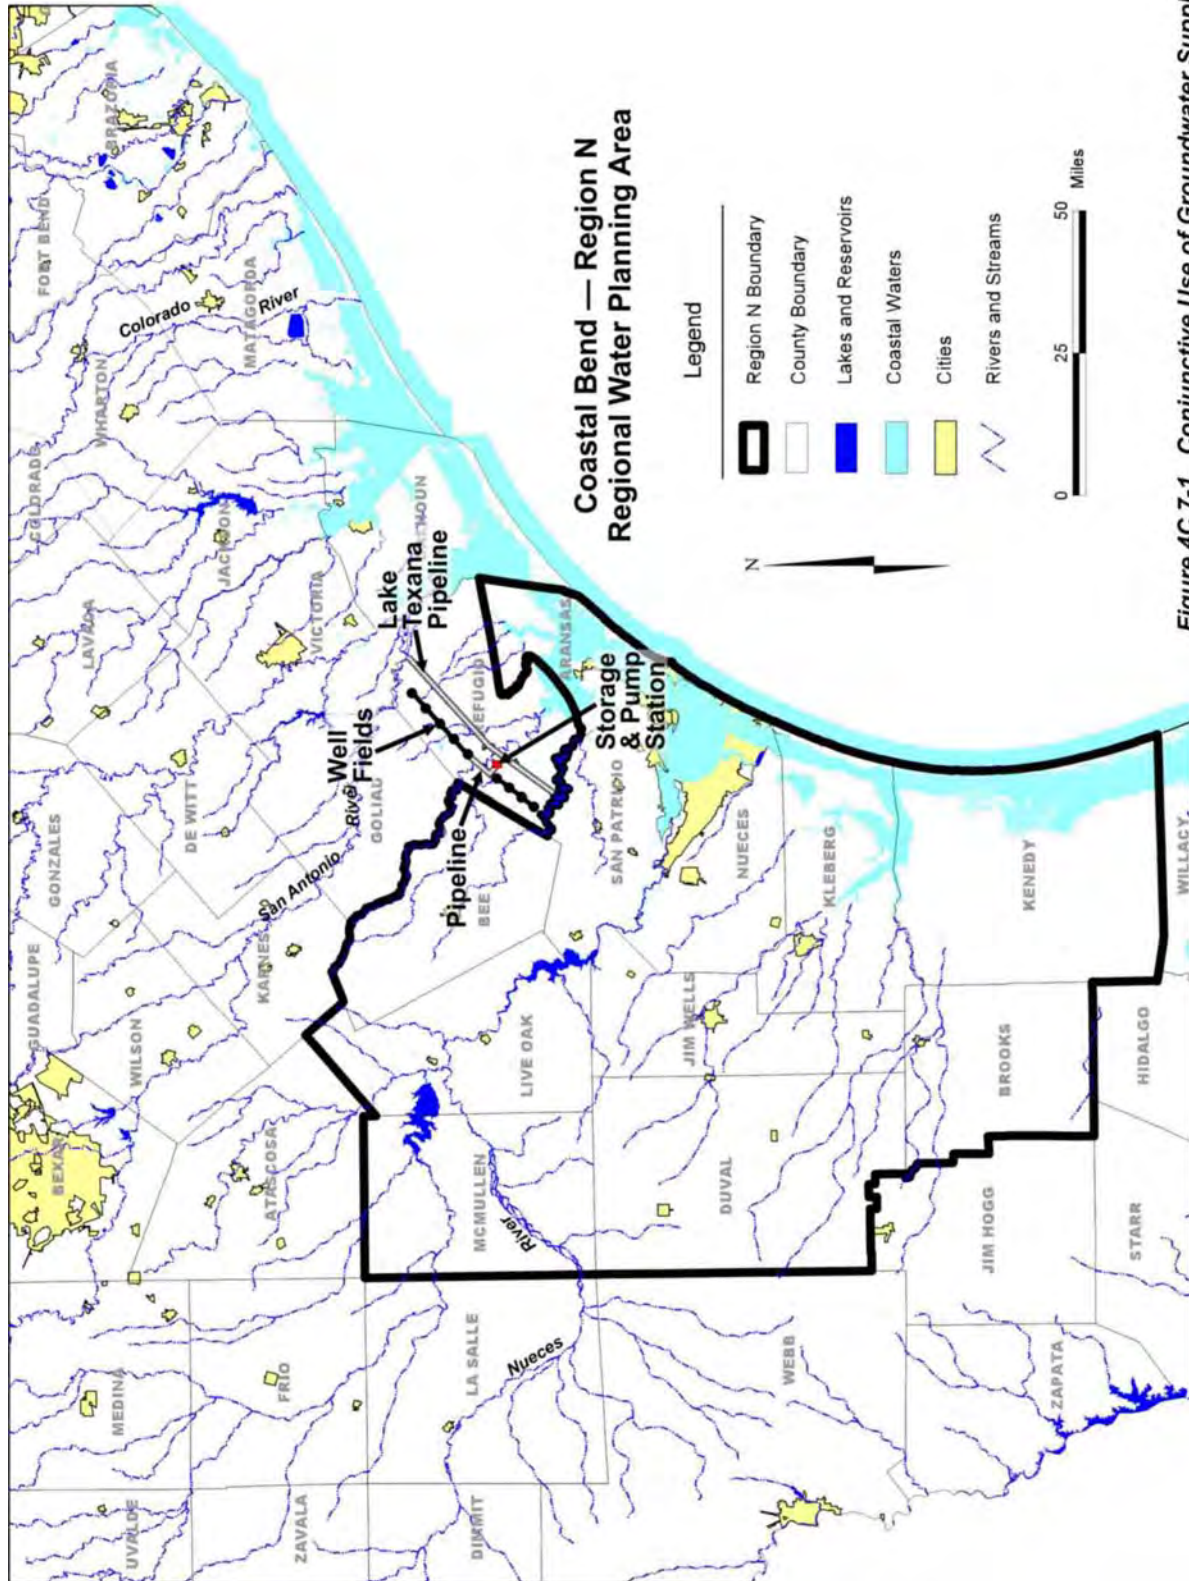 Coastal Bend — Region N
Regional Water Planning Area
Legend
Region N Boundary
County Boundary
Lakes and Reservoirs
Coastal Waters
Cities
Rivers and Streams
N
0
25
50
Miles
UVALDE
MEDINA
BEXAR
GUADALUPE
GONZALES
LAVACA
COLORADO
WHARTON
FORT BEND
BRAZORIA
ZAVALA
FRIO
ATASCOSA
WILSON
KARNES
DE WITT
VICTORIA
JACKSON
MATAGORDA
Colorado
River
San Antonio
River
DIMMIT
LA SALLE
MCMULLEN
LIVE OAK
BEE
GOLIAD
REFUGIO
CALHOUN
ARANSAS
Nueces
River
Well
Fields
Lake
Texana
Pipeline
Pipeline
Storage
& Pump
Station
SAN PATRICIO
NUECES
JIM WELLS
KLEBERG
DUVAL
WEBB
KENEDY
BROOKS
JIM HOGG
ZAPATA
STARR
HIDALGO
WILLACY
Figure 4C.7-1. Conjunctive Use of Groundwater